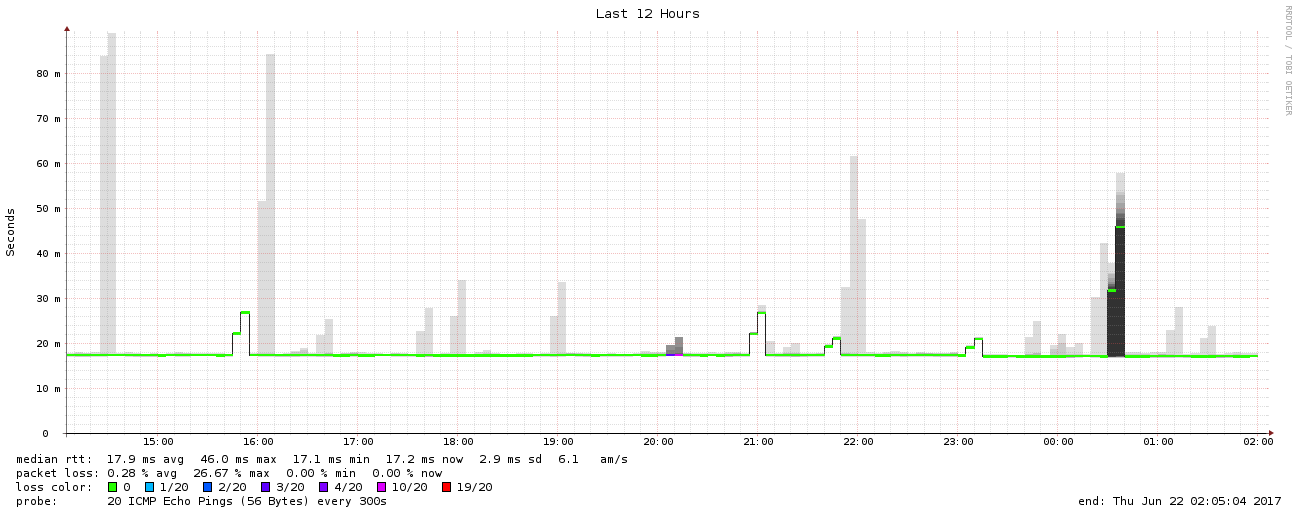 Last 12 Hours
RRDTOOL / TOBI OETIKER
Seconds
80 m
70 m
60 m
50 m
40 m
30 m
20 m
10 m
0
15:00 16:00 17:00 18:00 19:00 20:00 21:00 22:00 23:00 00:00 01:00 02:00
median rtt: 17.9 ms avg 46.0 ms max 17.1 ms min 17.2 ms now 2.9 ms sd 6.1 am/s
packet loss: 0.28 % avg 26.67 % max 0.00 % min 0.00 % now
loss color: 0 1/20 2/20 3/20 4/20 10/20 19/20
probe: 20 ICMP Echo Pings (56 Bytes) every 300s end: Thu Jun 22 02:05:04 2017